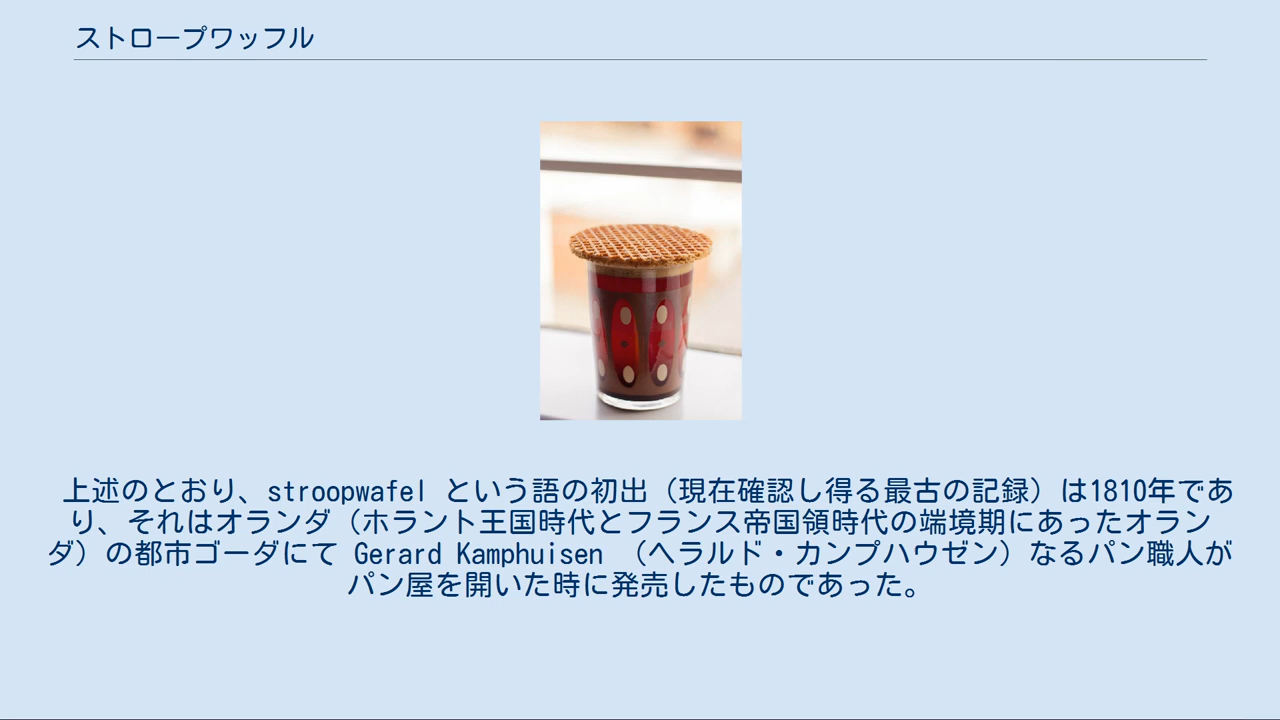 ストロープワッフル
上述のとおり、stroopwafel という語の初出（現在確認し得る最古の記録）は1810年であ
り、それはオランダ（ホラント王国時代とフランス帝国領時代の端境期にあったオラン
ダ）の都市ゴーダにて Gerard Kamphuisen （ヘラルド・カンプハウゼン）なるパン職人が
パン屋を開いた時に発売したものであった。